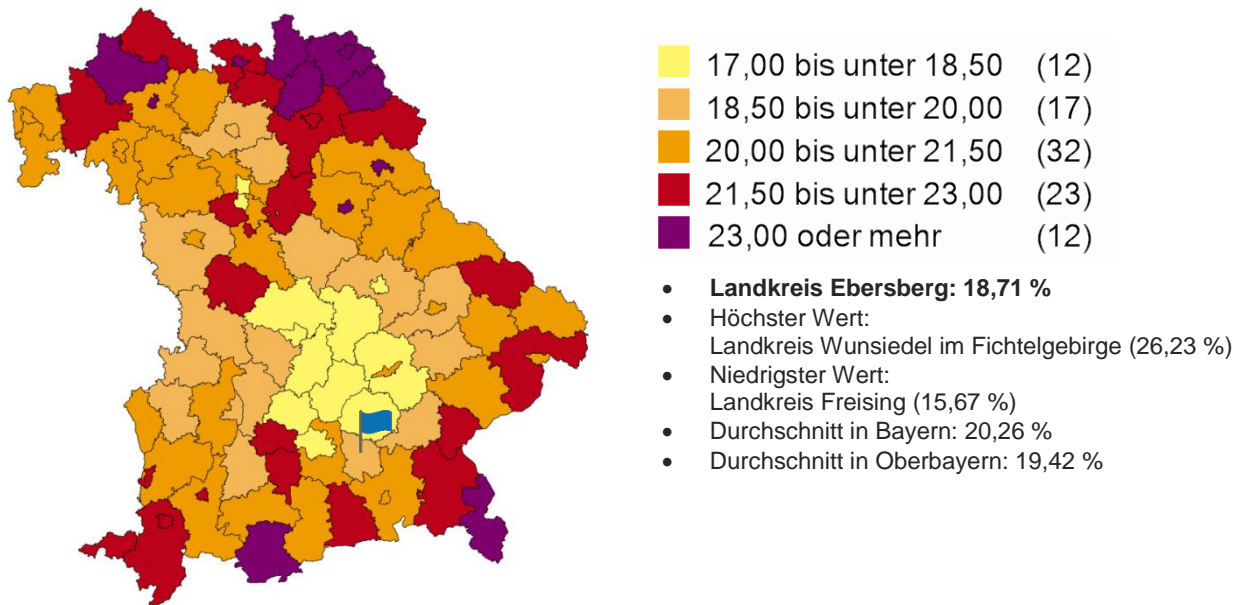 17,00 bis unter 18,50 (12)
18,50 bis unter 20,00 (17)
20,00 bis unter 21,50 (32)
21,50 bis unter 23,00 (23)
23,00 oder mehr (12)
• Landkreis Ebersberg: 18,71 %
• Höchster Wert:
Landkreis Wunsiedel im Fichtelgebirge (26,23 %)
• Niedrigster Wert:
Landkreis Freising (15,67 %)
• Durchschnitt in Bayern: 20,26 %
• Durchschnitt in Oberbayern: 19,42 %